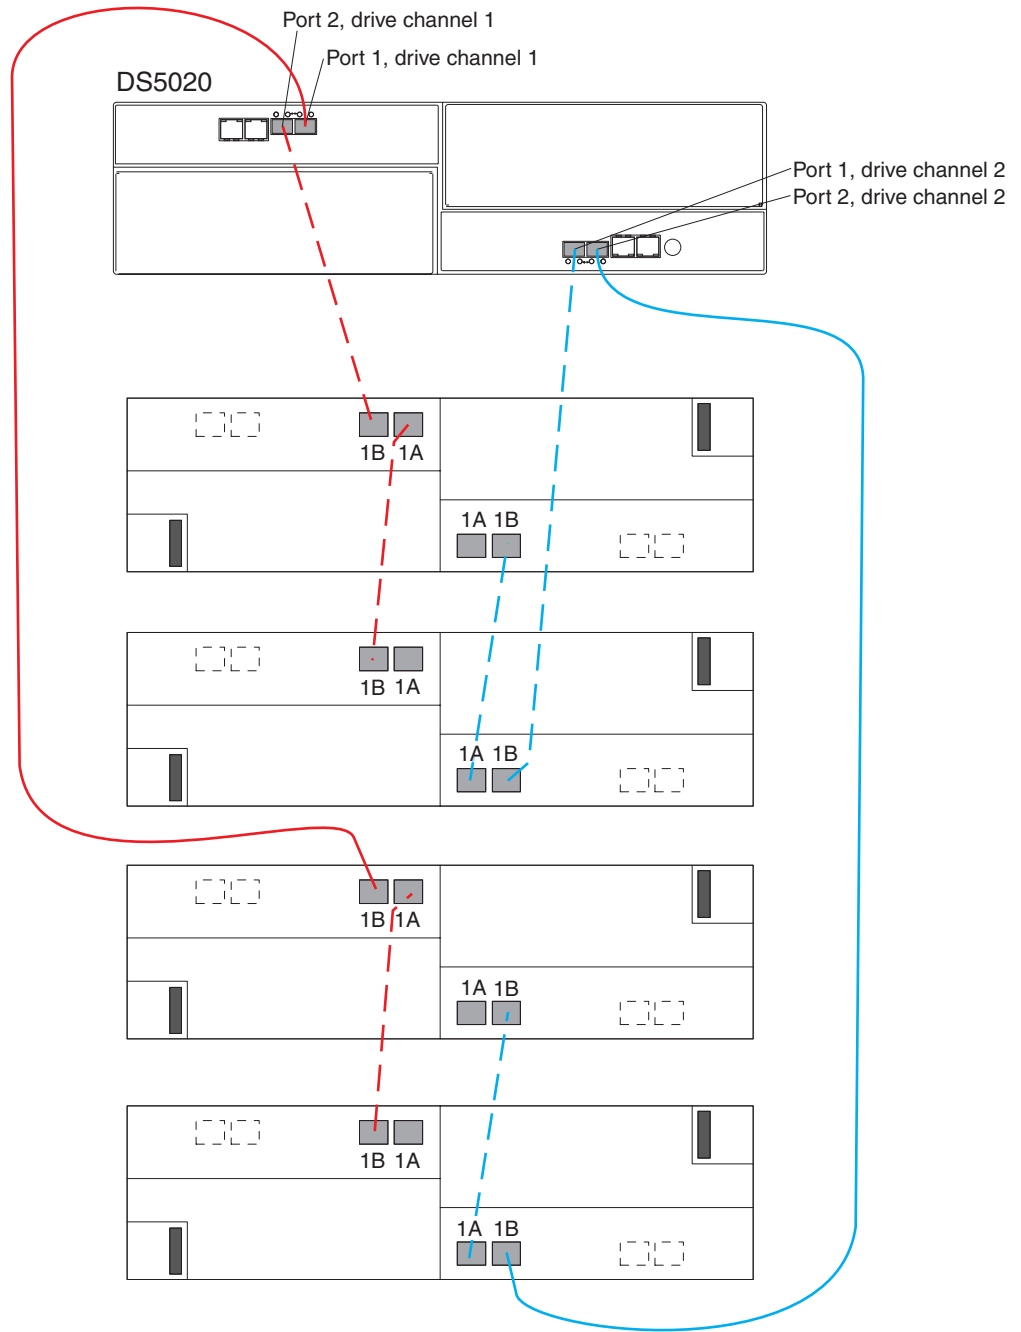 Port 2, drive channel 1
Port 1, drive channel 1
DS5020
Port 1, drive channel 2
Port 2, drive channel 2
1B 1A
1A 1B
1B 1A
1A 1B
1B 1A
1A 1B
1B 1A
1A 1B